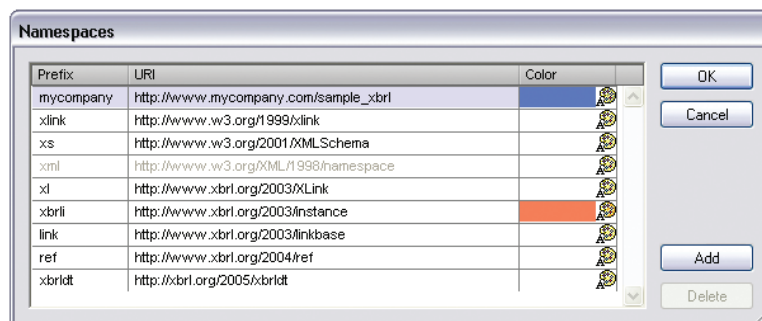 Namespaces
Prefix URI Color
mycompany http://www.mycompany.com/sample_xbrl
xlink http://www.w3.org/1999/xlink
xs http://www.w3.org/2001/XMLSchema
xml http://www.w3.org/XML/1998/namespace
xl http://www.xbrl.org/2003/XLink
xbrli http://www.xbrl.org/2003/instance
link http://www.xbrl.org/2003/linkbase
ref http://www.xbrl.org/2004/ref
xbrldt http://xbrl.org/2005/xbrldt
OK
Cancel
Add
Delete